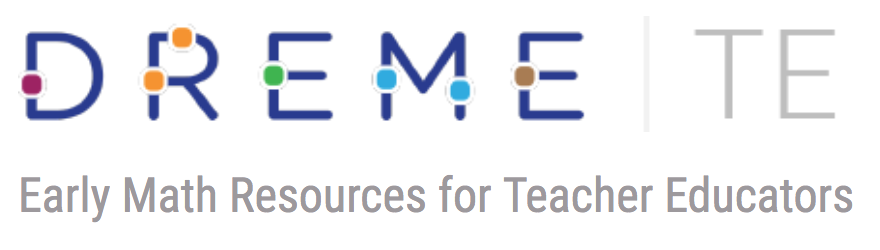 DREME | TE
Early Math Resources for Teacher Educators